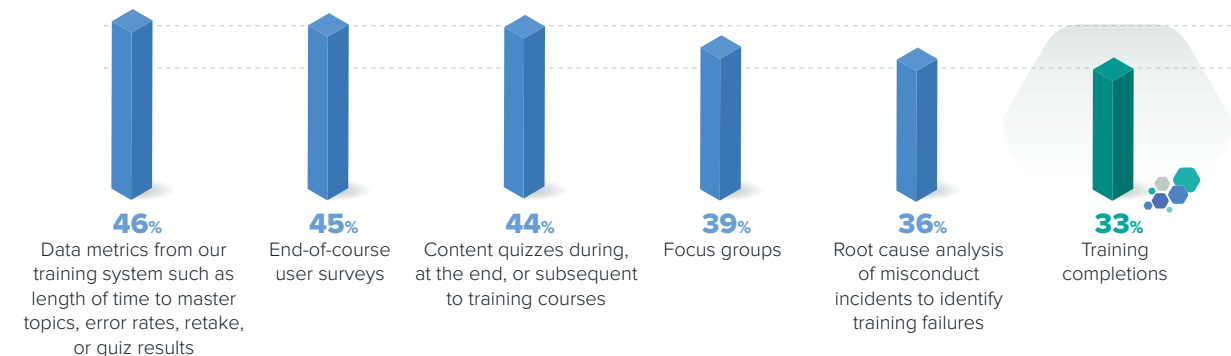 46%
Data metrics from our
training system such as
length of time to master
topics, error rates, retake,
or quiz results
45%
End-of-course
user surveys
44%
Content quizzes during,
at the end, or subsequent
to training courses
39%
Focus groups
36%
Root cause analysis
of misconduct
incidents to identify
training failures
33%
Training
completions